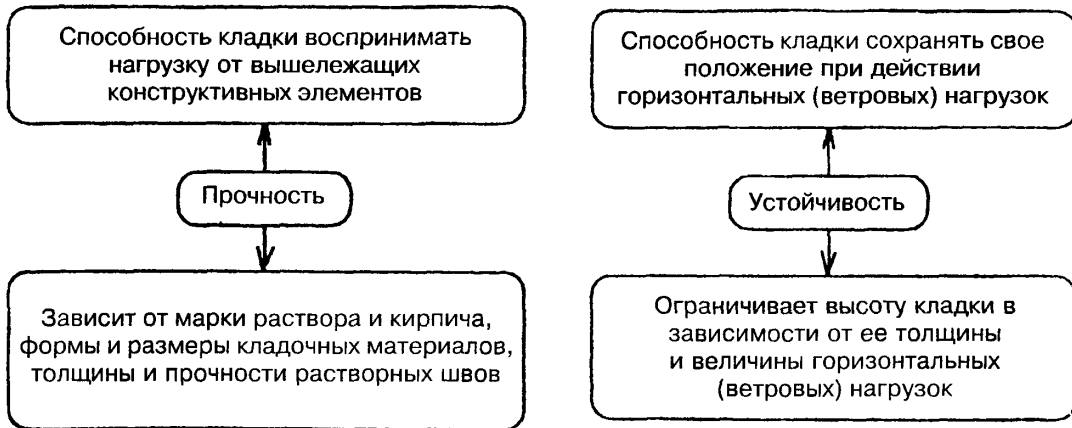 Способность кладки воспринимать
нагрузку от вышележащих
конструктивных элементов
Прочность
Зависит от марки раствора и кирпича,
формы и размеры кладочных материалов,
толщины и прочности растворных швов
Способность кладки сохранять свое
положение при действии
горизонтальных (ветровых) нагрузок
Устойчивость
Ограничивает высоту кладки в
зависимости от ее толщины
и величины горизонтальных
(ветровых) нагрузок